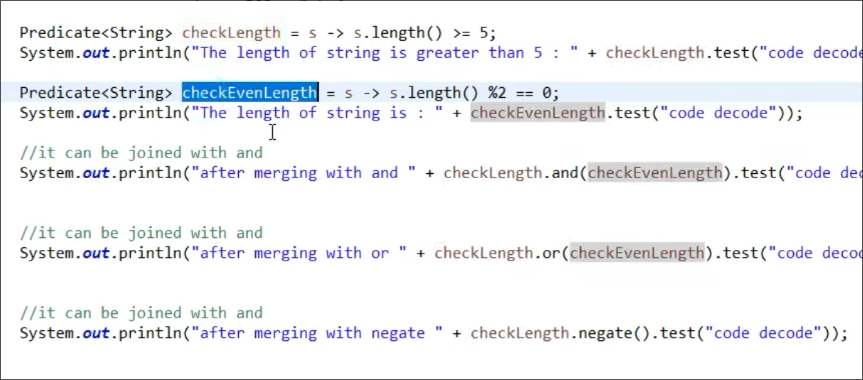 Predicate<String> checkLength = s -> s.length() >= 5;
System.out.println("The length of string is greater than 5 : " + checkLength.test("code decode
Predicate<String> checkEvenLength = s -> s.length() %2 == 0;
System.out.println("The length of string is : " + checkEvenLength.test("code decode"));
//it can be joined with and
System.out.println("after merging with and " + checkLength.and(checkEvenLength).test("code dec
//it can be joined with and
System.out.println("after merging with or " + checkLength.or(checkEvenLength).test("code decod
//it can be joined with and
System.out.println("after merging with negate " + checkLength.negate().test("code decode"));